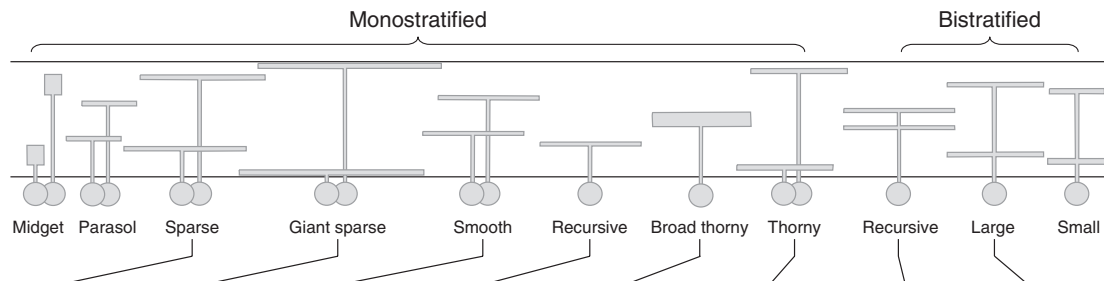 Monostratified Bistratified
Midget Parasol Sparse Giant sparse Smooth Recursive Broad thorny Thorny Recursive Large Small